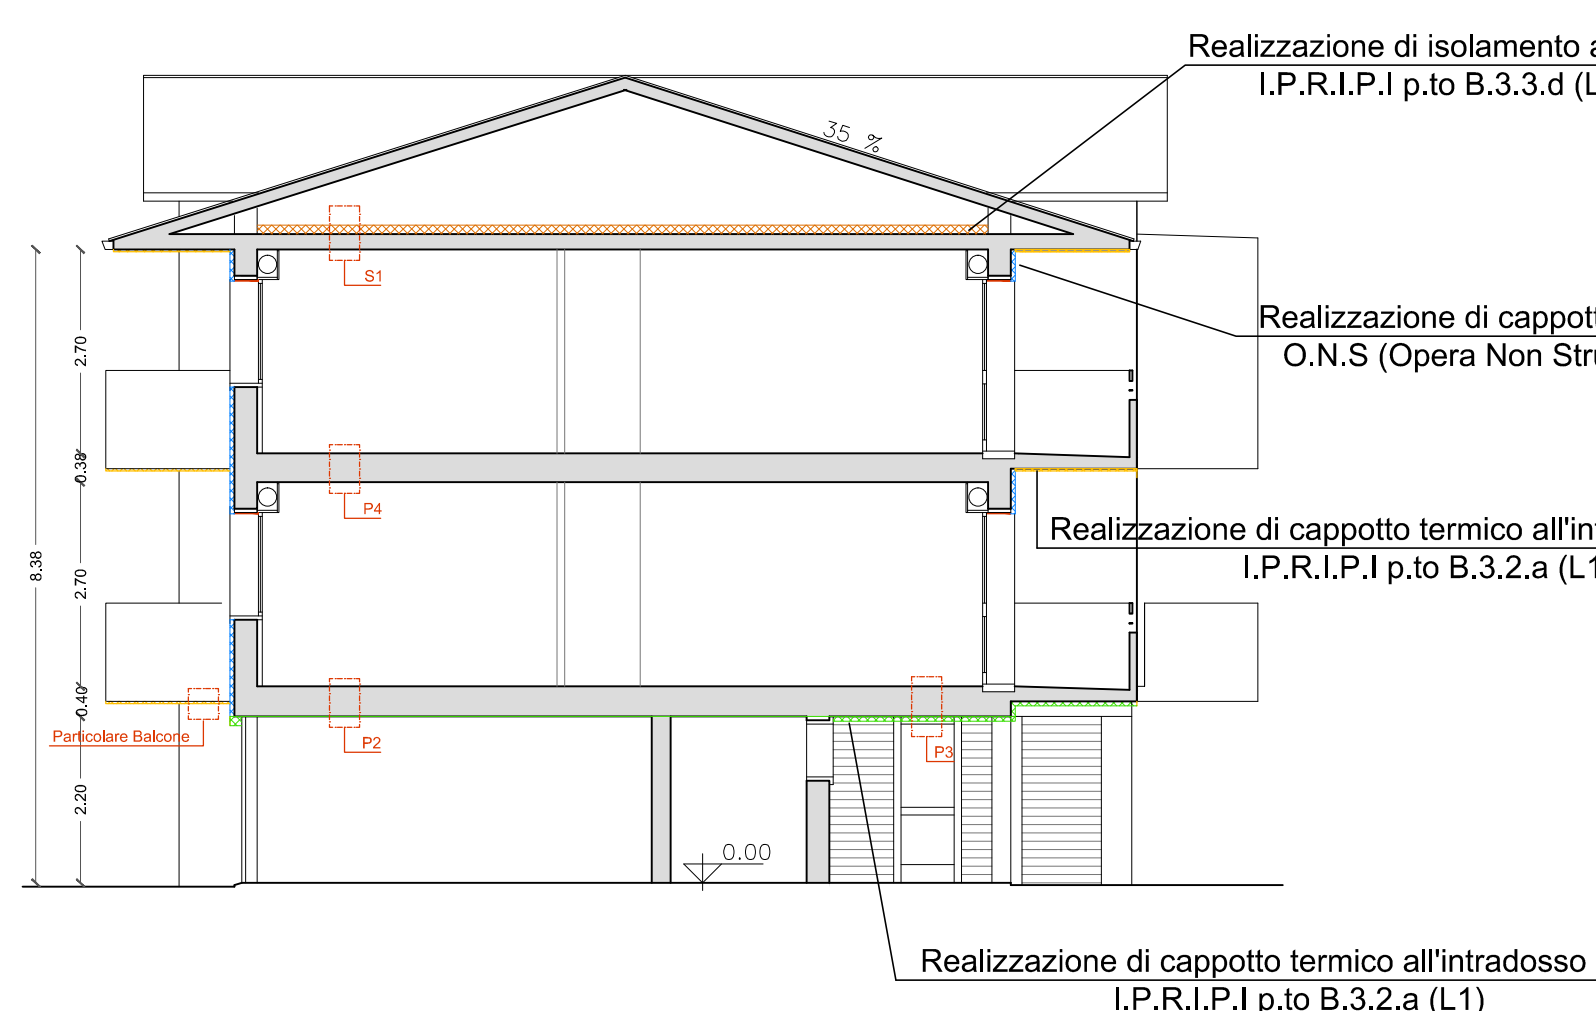 Realizzazione di isolamento a
I.P.R.I.P.I p.to B.3.3.d (L
35 %
S1
Realizzazione di cappott
O.N.S (Opera Non Stru
2.70
0.38
P4
Realizzazione di cappotto termico all'int
I.P.R.I.P.I p.to B.3.2.a (L1
8.38
2.70
0.40
Particolare Balcone
P2
P3
2.20
0.00
Realizzazione di cappotto termico all'intradosso
I.P.R.I.P.I p.to B.3.2.a (L1)